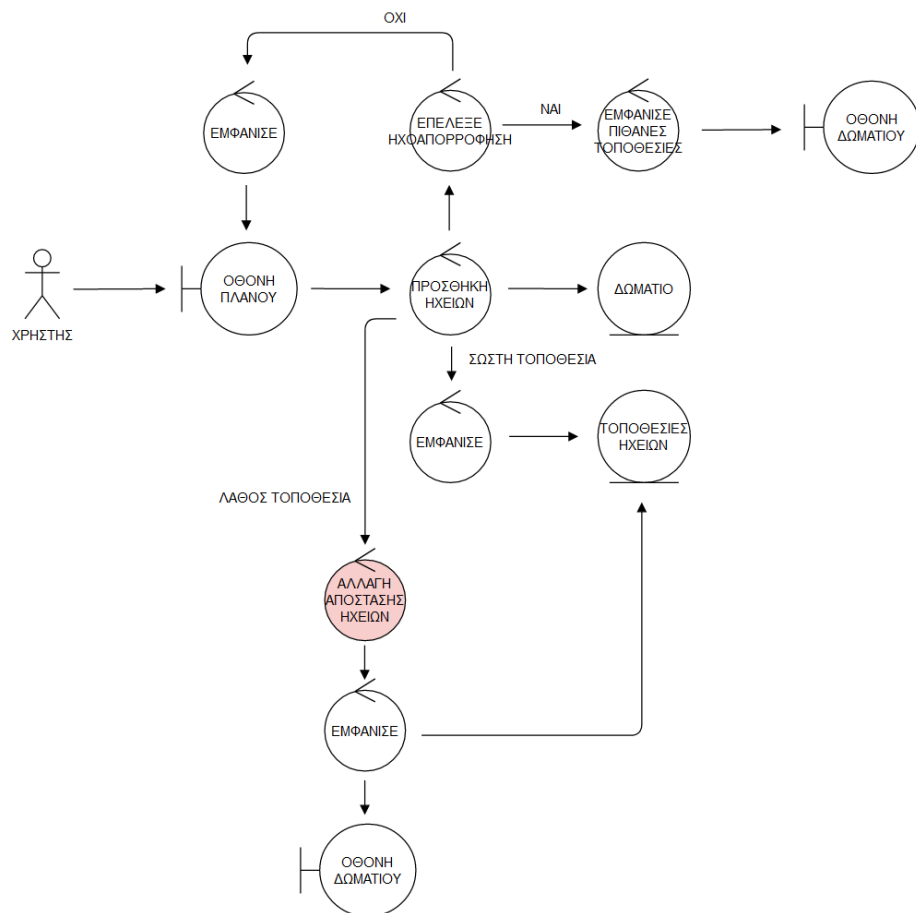 ΟΧΙ
ΕΜΦΑΝΙΣΕ
ΕΠΕΛΕΞΕ
ΗΧΟΑΠΟΡΡΟΦΗΣΗ
ΝΑΙ
ΕΜΦΑΝΙΣΕ
ΠΙΘΑΝΕΣ
ΤΟΠΟΘΕΣΙΕΣ
ΟΘΟΝΗ
ΔΩΜΑΤΙΟΥ
ΧΡΗΣΤΗΣ
ΟΘΟΝΗ
ΠΛΑΝΟΥ
ΠΡΟΣΘΗΚΗ
ΗΧΕΙΩΝ
ΔΩΜΑΤΙΟ
ΣΩΣΤΗ ΤΟΠΟΘΕΣΙΑ
ΕΜΦΑΝΙΣΕ
ΤΟΠΟΘΕΣΙΕΣ
ΗΧΕΙΩΝ
ΛΑΘΟΣ ΤΟΠΟΘΕΣΙΑ
ΑΛΛΑΓΗ
ΑΠΟΣΤΑΣΗΣ
ΗΧΕΙΩΝ
ΕΜΦΑΝΙΣΕ
ΟΘΟΝΗ
ΔΩΜΑΤΙΟΥ